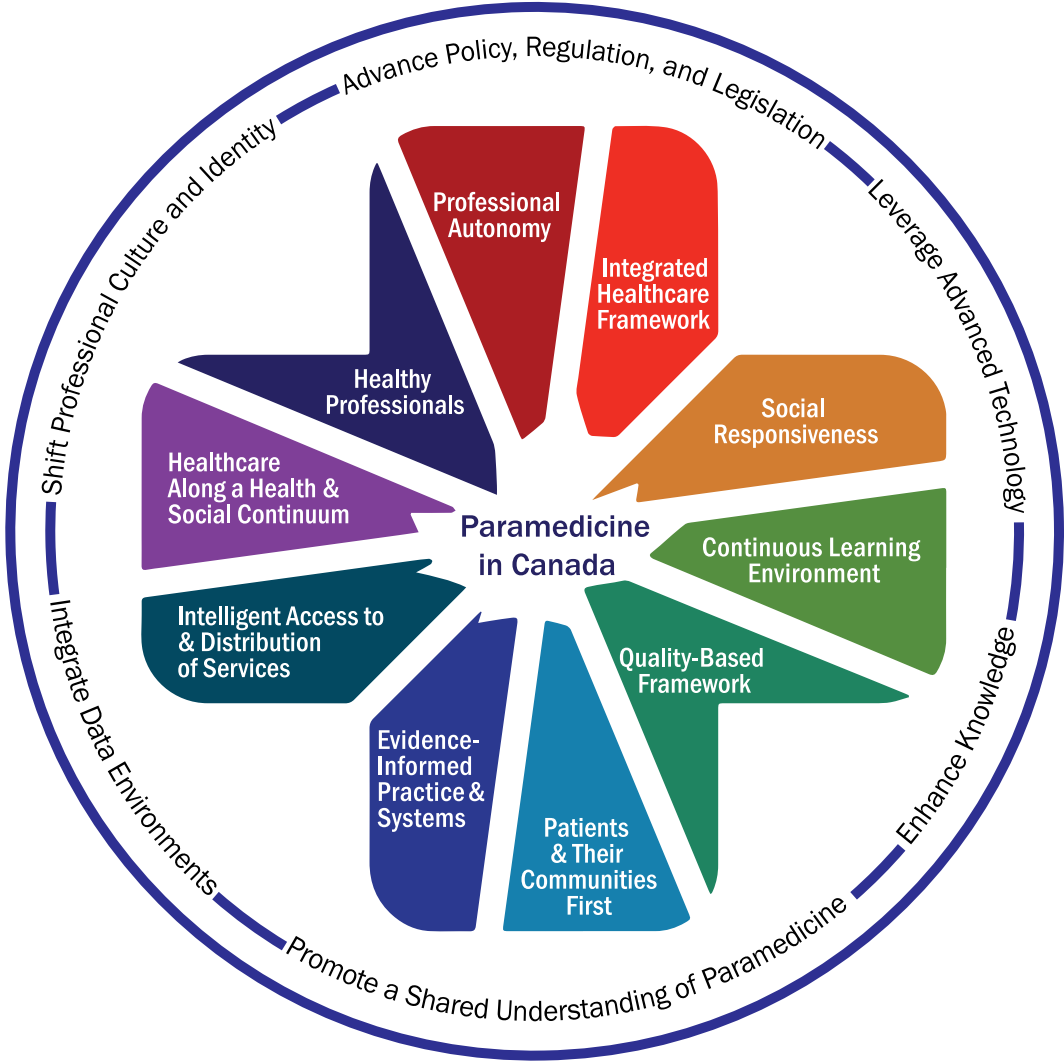 Advance Policy, Regulation, and Legislation
Leverage Advanced Technology
Enhance Knowledge
Promote a Shared Understanding of Paramedicine
Integrate Data Environments
Shift Professional Culture and Identity
Professional
Autonomy
Integrated
Healthcare
Framework
Social
Responsiveness
Continuous Learning
Environment
Quality-Based
Framework
Patients
& Their
Communities
First
Evidence-
Informed
Practice &
Systems
Intelligent Access to
& Distribution
of Services
Healthcare
Along a Health &
Social Continuum
Healthy
Professionals
Paramedicine
in Canada